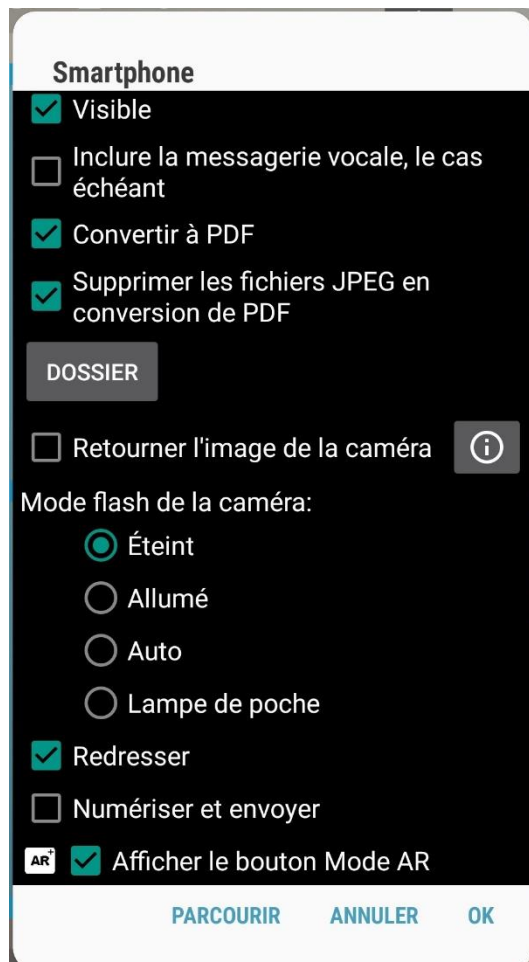 Smartphone
Visible
Inclure la messagerie vocale, le cas
échéant
Convertir à PDF
Supprimer les fichiers JPEG en
conversion de PDF
DOSSIER
Retourner l'image de la caméra
Mode flash de la caméra:
Éteint
Allumé
Auto
Lampe de poche
Redresser
Numériser et envoyer
AR+ Afficher le bouton Mode AR
PARCOURIR ANNULER OK